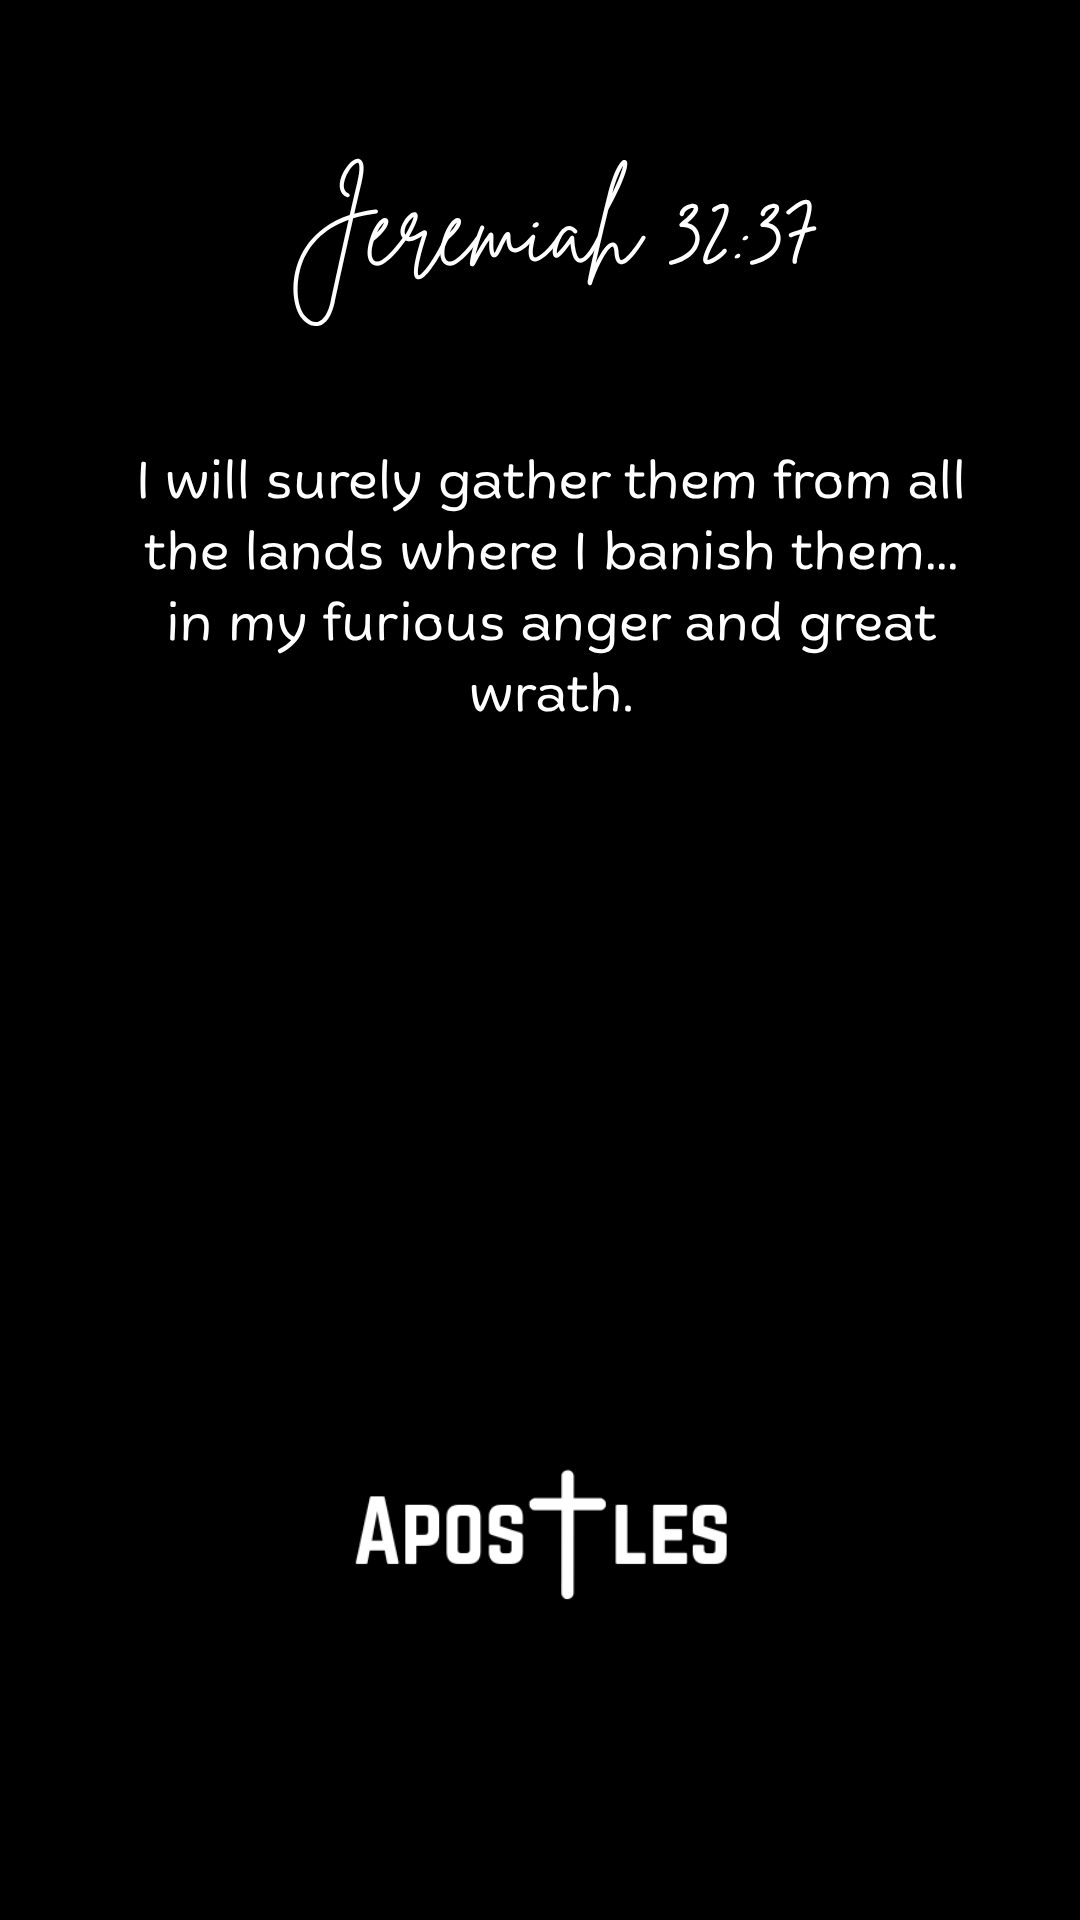 Jeremiah 32:37
I will surely gather them from all
the lands where I banish them...
in my furious anger and great
wrath.
Apostles